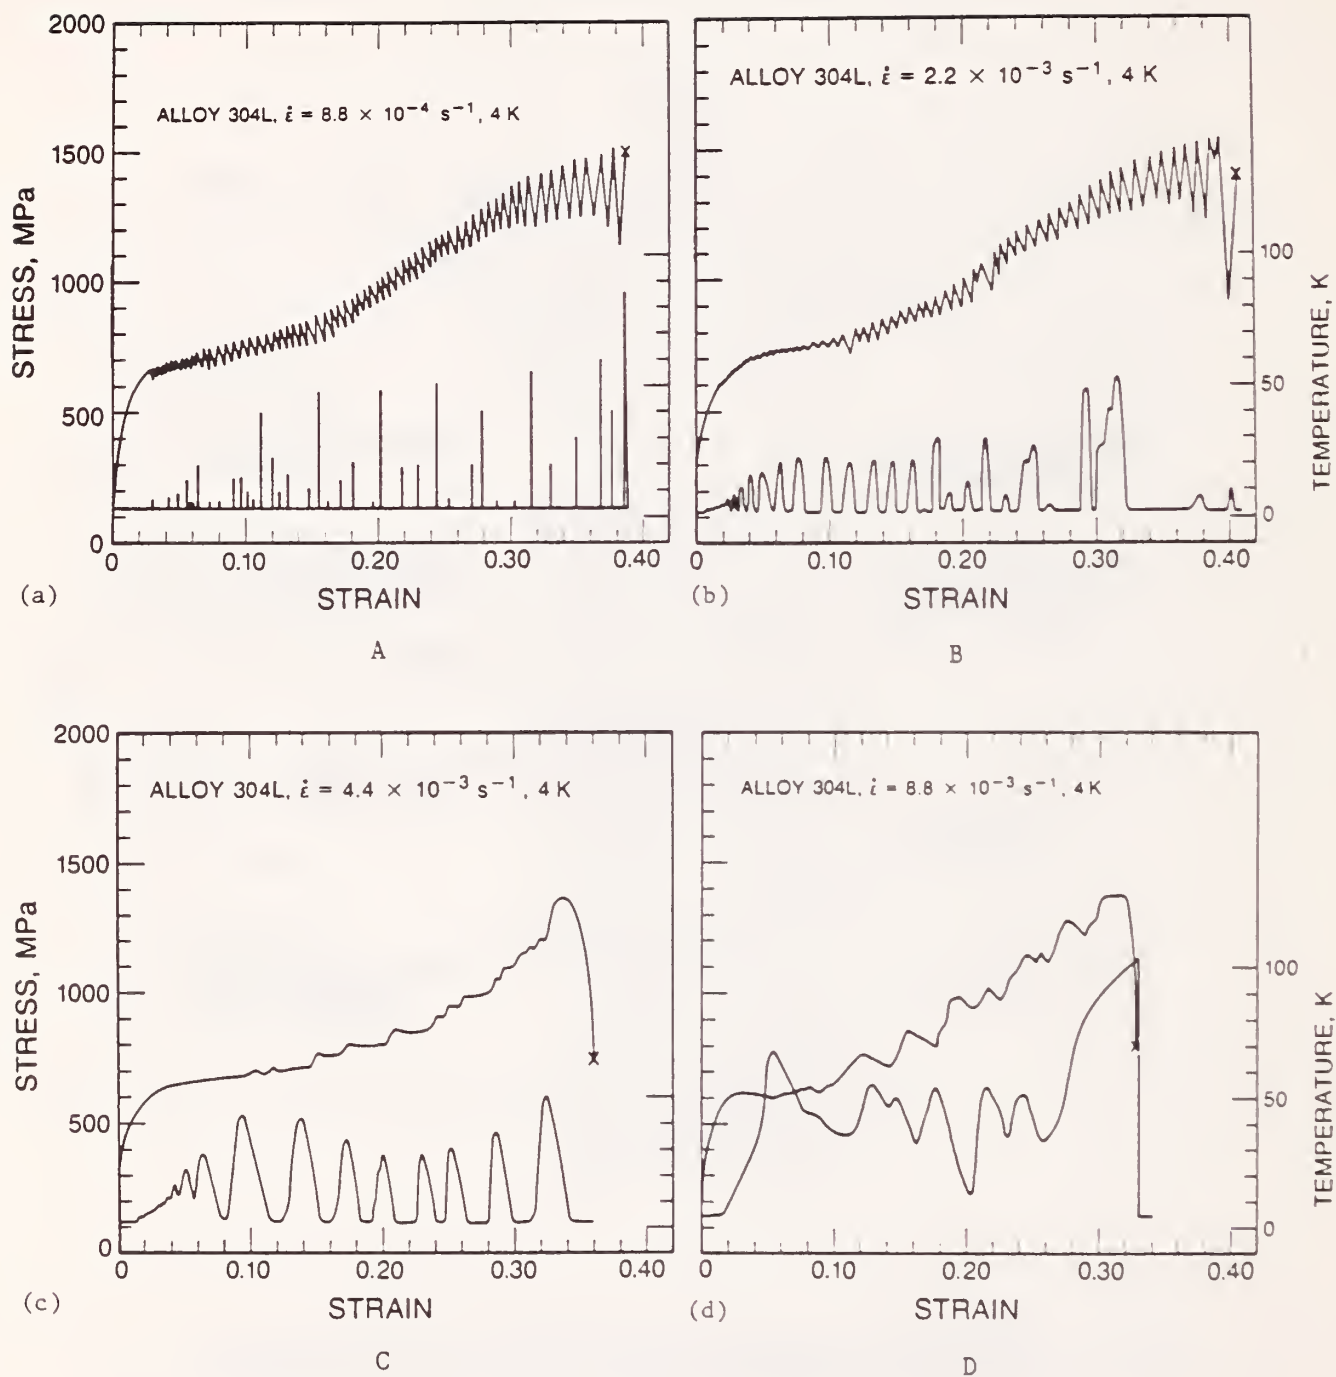 2000
1500
1000
500
0
STRESS, MPa
ALLOY 304L, ε̇ = 8.8 × 10⁻⁴ s⁻¹, 4 K
x
0 0.10 0.20 0.30 0.40
STRAIN
(a)
A
ALLOY 304L, ε̇ = 2.2 × 10⁻³ s⁻¹, 4 K
x
100
50
0
TEMPERATURE, K
0 0.10 0.20 0.30 0.40
STRAIN
(b)
B
2000
1500
1000
500
0
STRESS, MPa
ALLOY 304L, ε̇ = 4.4 × 10⁻³ s⁻¹, 4 K
x
0 0.10 0.20 0.30 0.40
STRAIN
(c)
C
ALLOY 304L, ε̇ = 8.8 × 10⁻³ s⁻¹, 4 K
x
100
50
0
TEMPERATURE, K
0 0.10 0.20 0.30 0.40
STRAIN
(d)
D